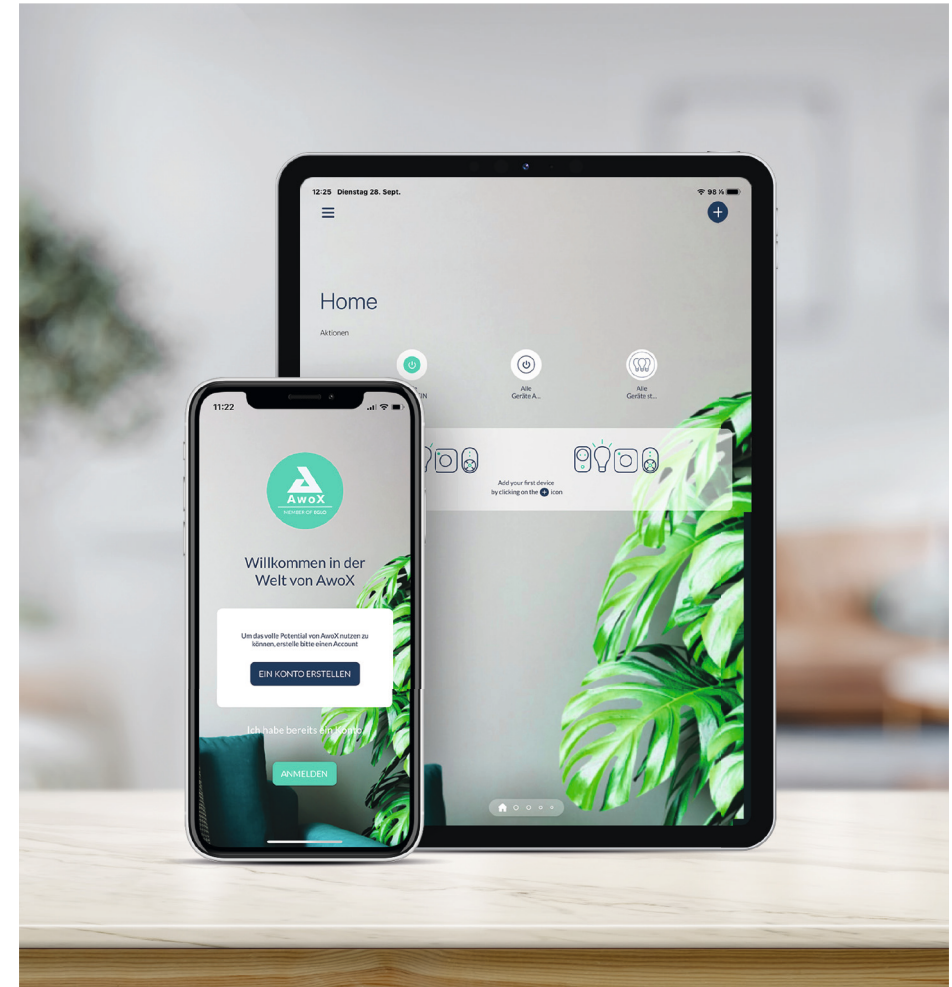 12:25 Dienstag 28. Sept.
98 %
Home
Aktionen
Alle
Geräte A...
Alle
Geräte st...
Add your first device
by clicking on the + icon
11:22
AwoX
MEMBER OF EGLO
Willkommen in der
Welt von AwoX
Um das volle Potential von AwoX nutzen zu
können, erstelle bitte einen Account
EIN KONTO ERSTELLEN
Ich habe bereits ein Konto
ANMELDEN